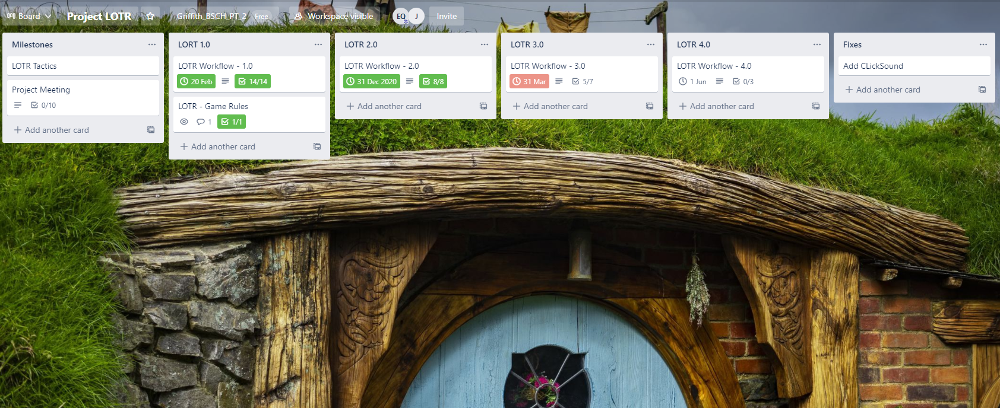 Board Project LOTR Griffith_BSCH_PT_2 Free Workspace visible EQ J Invite
Milestones
LOTR Tactics
Project Meeting
0/10
Add another card
LORT 1.0
LOTR Workflow - 1.0
20 Feb 14/14
LOTR - Game Rules
1 1/1
Add another card
LOTR 2.0
LOTR Workflow - 2.0
31 Dec 2020 8/8
Add another card
LOTR 3.0
LOTR Workflow - 3.0
31 Mar 5/7
Add another card
LOTR 4.0
LOTR Workflow - 4.0
1 Jun 0/3
Add another card
Fixes
Add CLickSound
Add another card